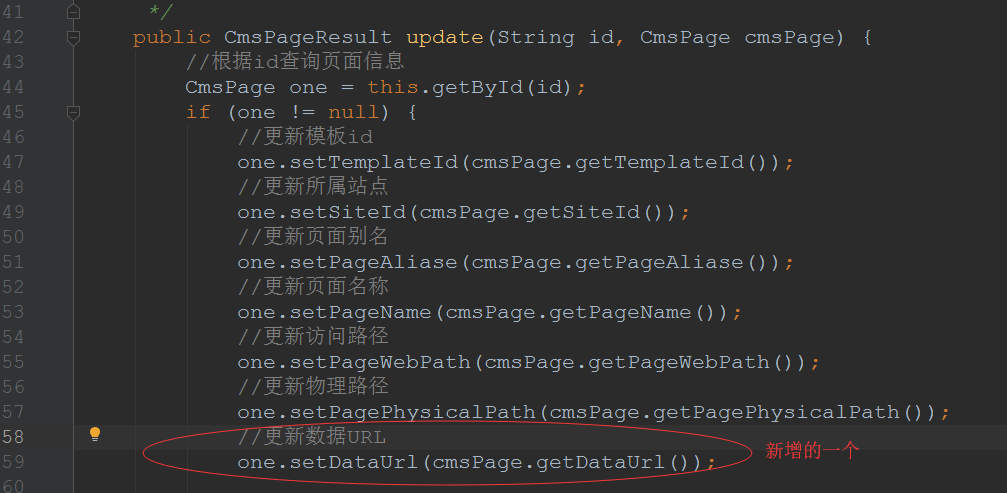 41 */
42 public CmsPageResult update(String id, CmsPage cmsPage) {
43 //根据id查询页面信息
44 CmsPage one = this.getById(id);
45 if (one != null) {
46 //更新模板id
47 one.setTemplateId(cmsPage.getTemplateId());
48 //更新所属站点
49 one.setSiteId(cmsPage.getSiteId());
50 //更新页面别名
51 one.setPageAliase(cmsPage.getPageAliase());
52 //更新页面名称
53 one.setPageName(cmsPage.getPageName());
54 //更新访问路径
55 one.setPageWebPath(cmsPage.getPageWebPath());
56 //更新物理路径
57 one.setPagePhysicalPath(cmsPage.getPagePhysicalPath());
58 //更新数据URL
59 one.setDataUrl(cmsPage.getDataUrl()); 新增的一个
60